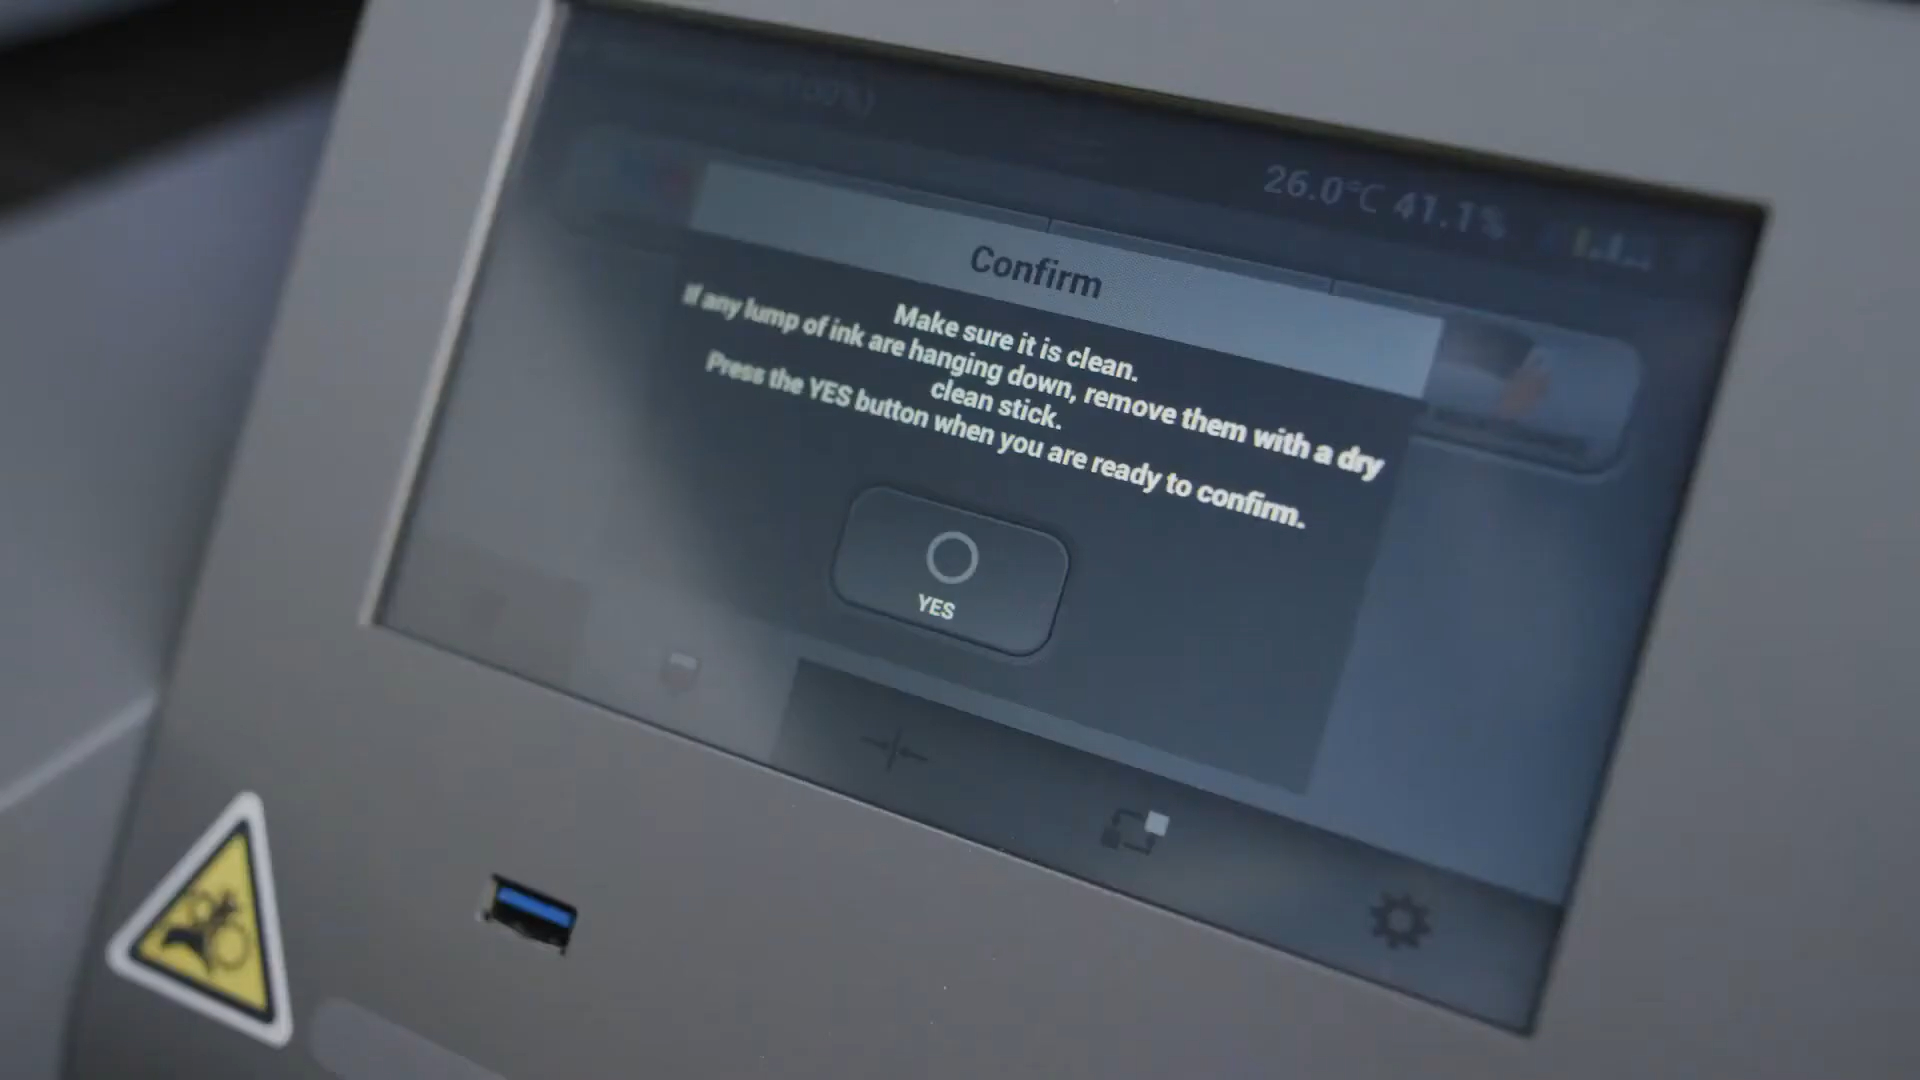 100%)
26.0°C 41.1%
Confirm
Make sure it is clean.
If any lump of ink are hanging down, remove them with a dry
clean stick.
Press the YES button when you are ready to confirm.
YES